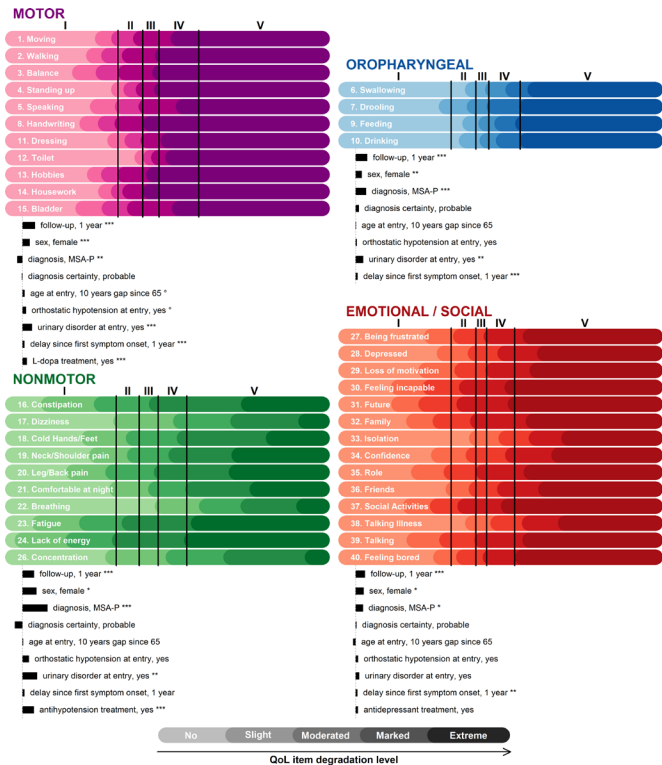 MOTOR
I II III IV V
1. Moving
2. Walking
3. Balance
4. Standing up
5. Speaking
8. Handwriting
11. Dressing
12. Toilet
13. Hobbies
14. Housework
15. Bladder
follow-up, 1 year ***
sex, female ***
diagnosis, MSA-P **
diagnosis certainty, probable
age at entry, 10 years gap since 65 *
orthostatic hypotension at entry, yes *
urinary disorder at entry, yes ***
delay since first symptom onset, 1 year ***
L-dopa treatment, yes ***
OROPHARYNGEAL
I II III IV V
6. Swallowing
7. Drooling
9. Feeding
10. Drinking
follow-up, 1 year ***
sex, female **
diagnosis, MSA-P ***
diagnosis certainty, probable
age at entry, 10 years gap since 65
orthostatic hypotension at entry, yes
urinary disorder at entry, yes **
delay since first symptom onset, 1 year ***
NONMOTOR
I II III IV V
16. Constipation
17. Dizziness
18. Cold Hands/Feet
19. Neck/Shoulder pain
20. Leg/Back pain
21. Comfortable at night
22. Breathing
23. Fatigue
24. Lack of energy
26. Concentration
follow-up, 1 year ***
sex, female *
diagnosis, MSA-P ***
diagnosis certainty, probable
age at entry, 10 years gap since 65
orthostatic hypotension at entry, yes
urinary disorder at entry, yes **
delay since first symptom onset, 1 year
antihypotension treatment, yes ***
EMOTIONAL / SOCIAL
I II III IV V
27. Being frustrated
28. Depressed
29. Loss of motivation
30. Feeling incapable
31. Future
32. Family
33. Isolation
34. Confidence
35. Role
36. Friends
37. Social Activities
38. Talking illness
39. Talking
40. Feeling bored
follow-up, 1 year ***
sex, female *
diagnosis, MSA-P *
diagnosis certainty, probable
age at entry, 10 years gap since 65
orthostatic hypotension at entry, yes
urinary disorder at entry, yes
delay since first symptom onset, 1 year **
antidepressant treatment, yes
No Slight Moderated Marked Extreme
QoL item degradation level